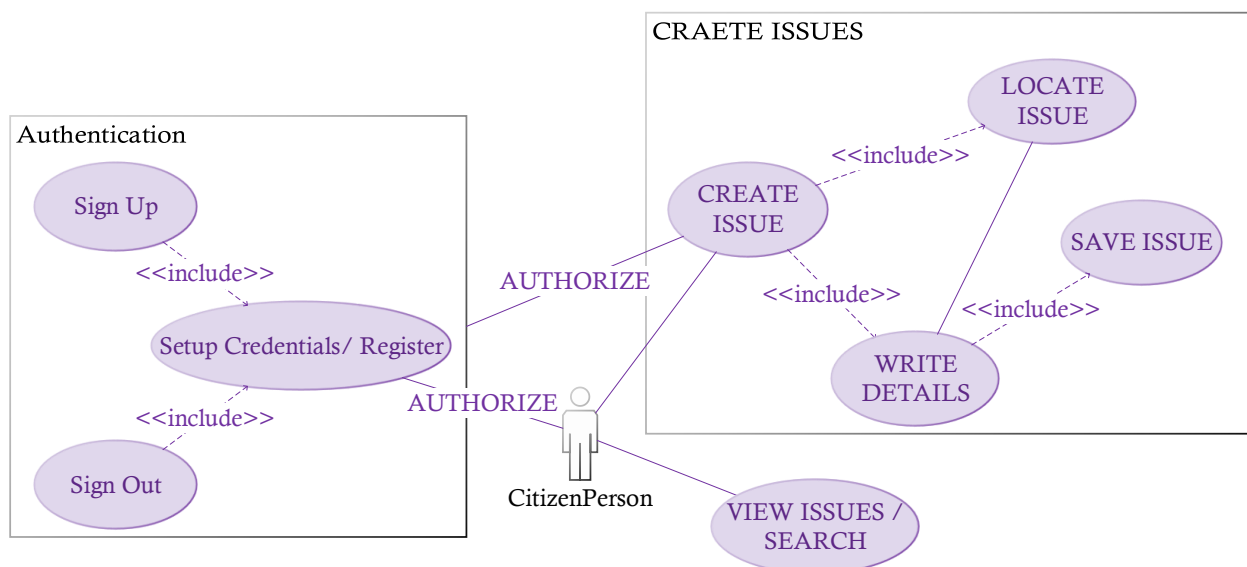 CRAETE ISSUES
LOCATE
ISSUE
Authentication
<<include>>
CREATE
ISSUE
Sign Up
SAVE ISSUE
<<include>>
AUTHORIZE
<<include>>
<<include>>
Setup Credentials/ Register
WRITE
DETAILS
AUTHORIZE
<<include>>
Sign Out
CitizenPerson
VIEW ISSUES /
SEARCH